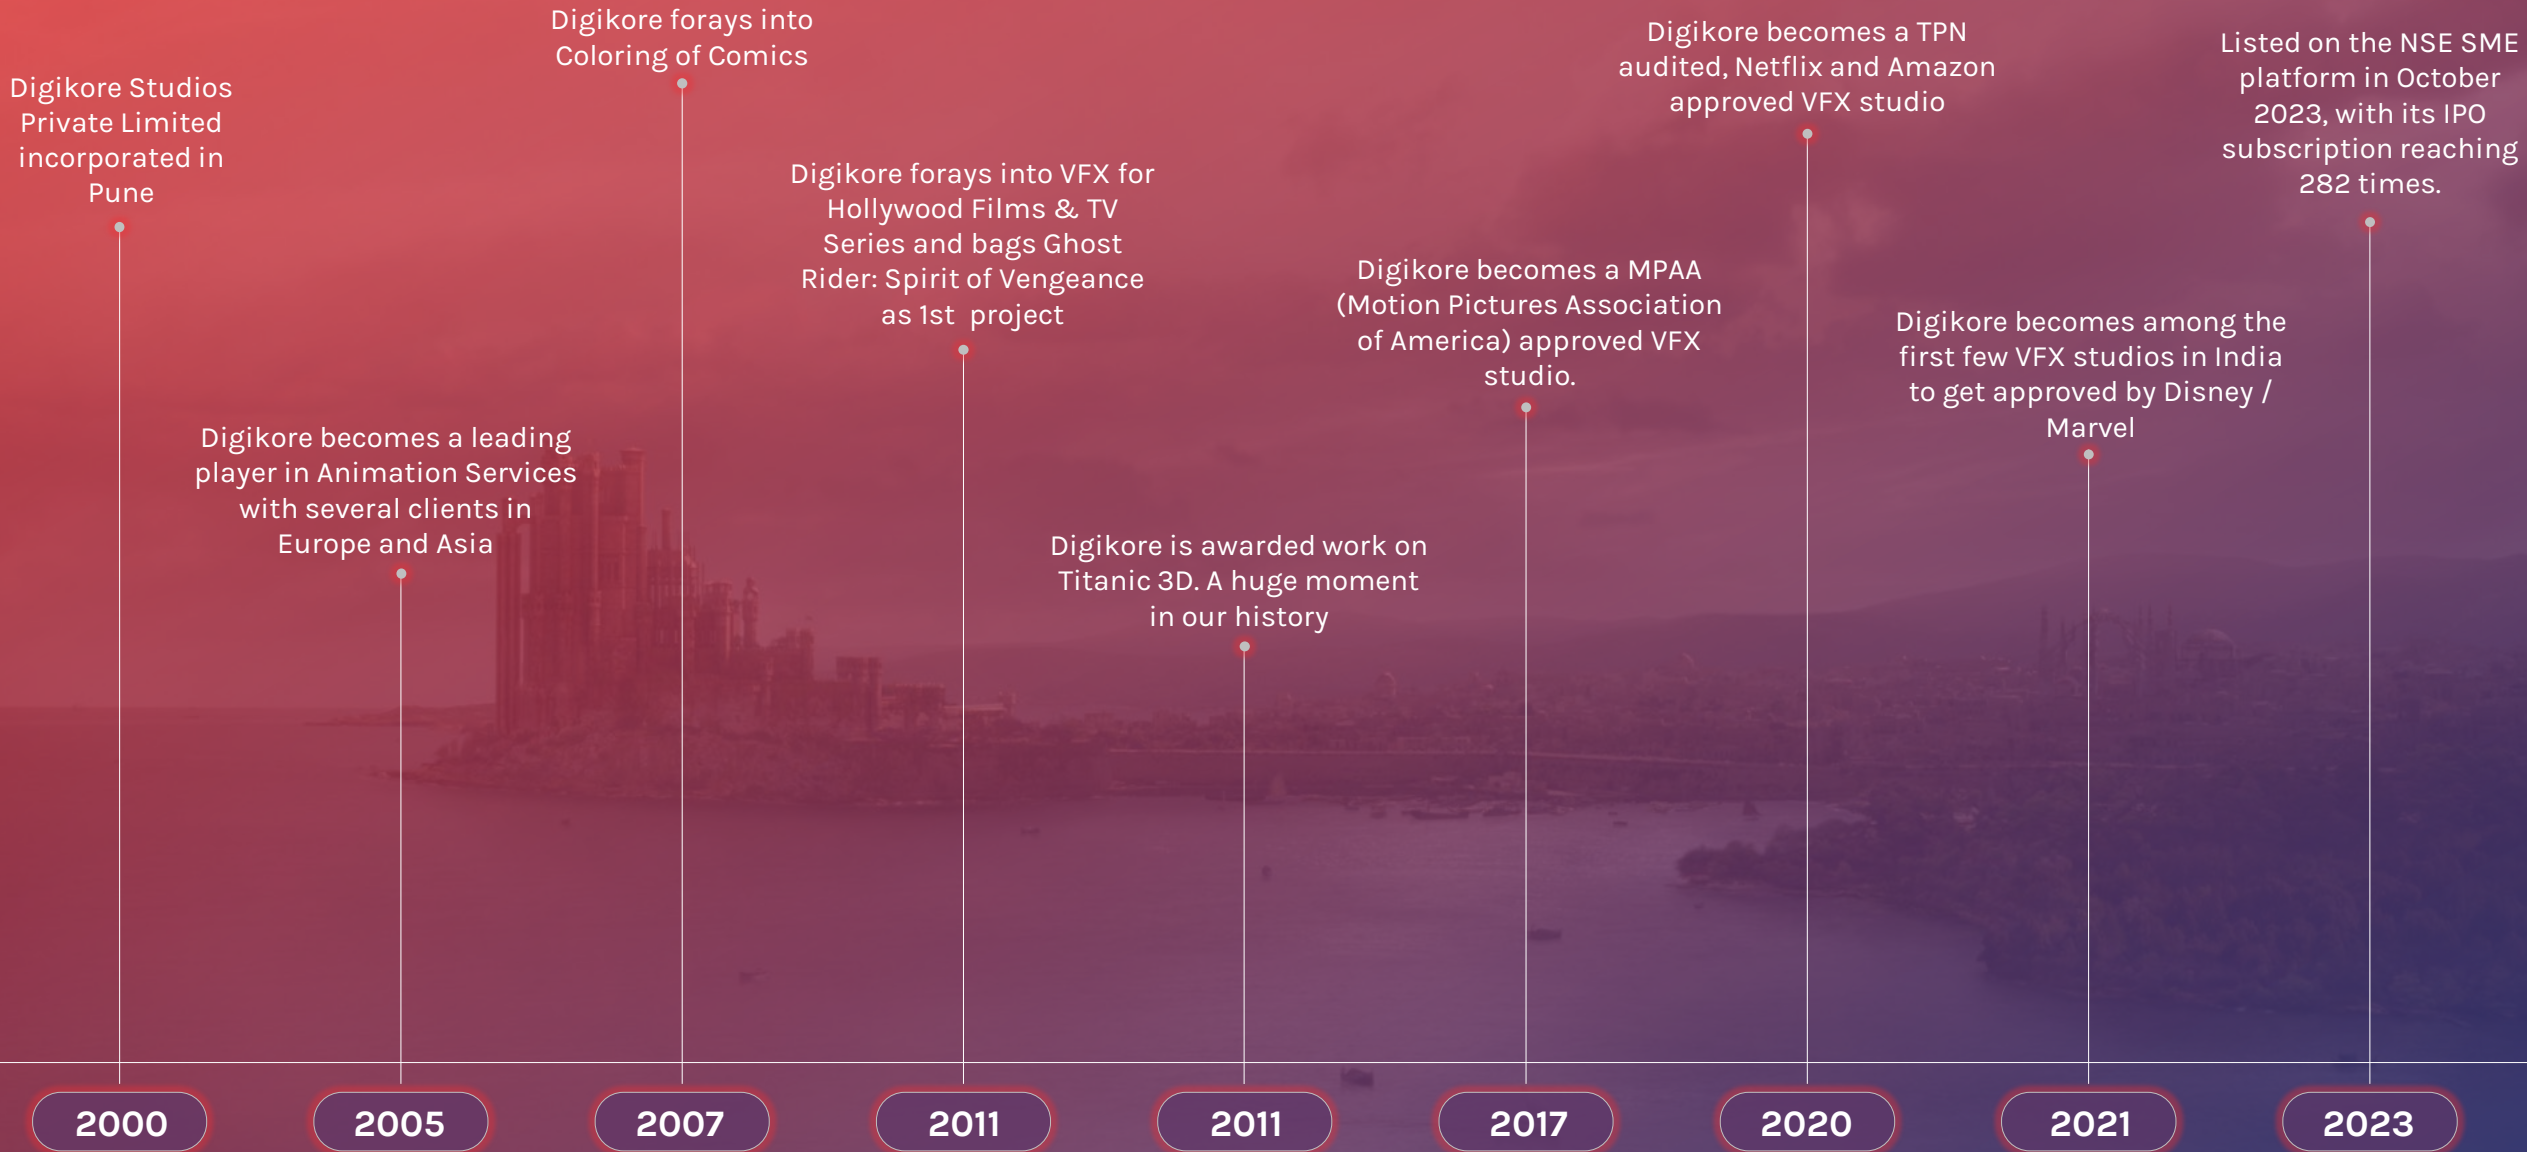 Digikore Studios
Private Limited
incorporated in
Pune
Digikore becomes a leading
player in Animation Services
with several clients in
Europe and Asia
Digikore forays into
Coloring of Comics
Digikore forays into VFX for
Hollywood Films & TV
Series and bags Ghost
Rider: Spirit of Vengeance
as 1st  project
Digikore is awarded work on
Titanic 3D. A huge moment
in our history
Digikore becomes a MPAA
(Motion Pictures Association
of America) approved VFX
studio.
Digikore becomes a TPN
audited, Netflix and Amazon
approved VFX studio
Digikore becomes among the
first few VFX studios in India
to get approved by Disney /
Marvel
Listed on the NSE SME
platform in October
2023, with its IPO
subscription reaching
282 times.
2000
2005
2007
2011
2011
2017
2020
2021
2023